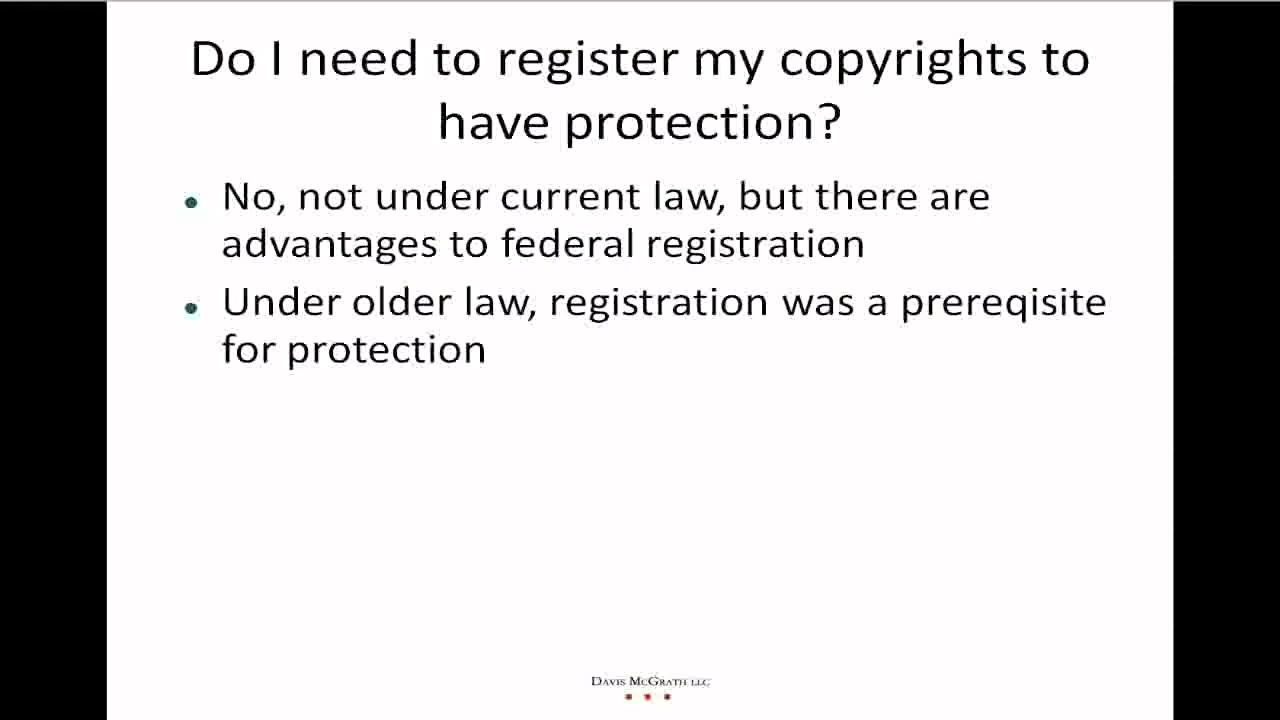 Do I need to register my copyrights to
have protection?
• No, not under current law, but there are
advantages to federal registration
• Under older law, registration was a prereqisite
for protection
DAVIS MCGRATH LLC